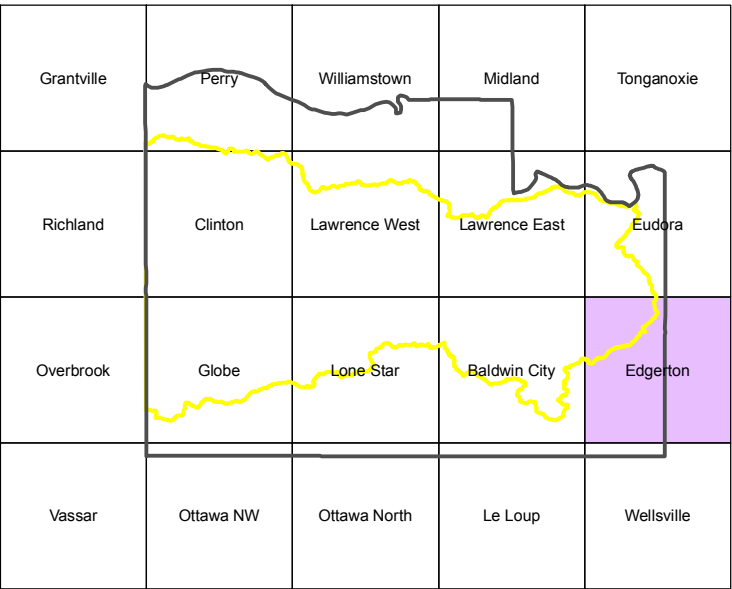 Grantville
Perry
Williamstown
Midland
Tonganoxie
Richland
Clinton
Lawrence West
Lawrence East
Eudora
Overbrook
Globe
Lone Star
Baldwin City
Edgerton
Vassar
Ottawa NW
Ottawa North
Le Loup
Wellsville